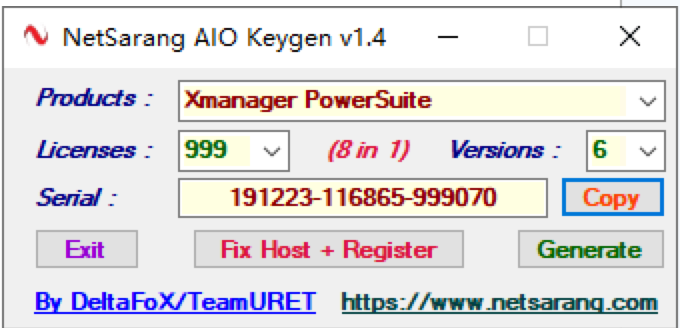 NetSarang AIO Keygen v1.4
Products : Xmanager PowerSuite
Licenses : 999 (8 in 1) Versions : 6
Serial : 191223-116865-999070 Copy
Exit Fix Host + Register Generate
By DeltaFoX/TeamURET https://www.netsarang.com